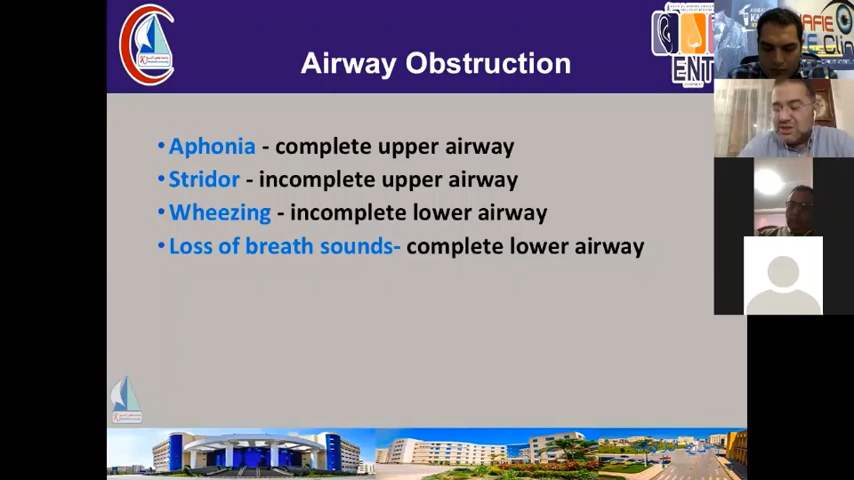 Airway Obstruction
ENT
• Aphonia - complete upper airway
• Stridor - incomplete upper airway
• Wheezing - incomplete lower airway
• Loss of breath sounds- complete lower airway